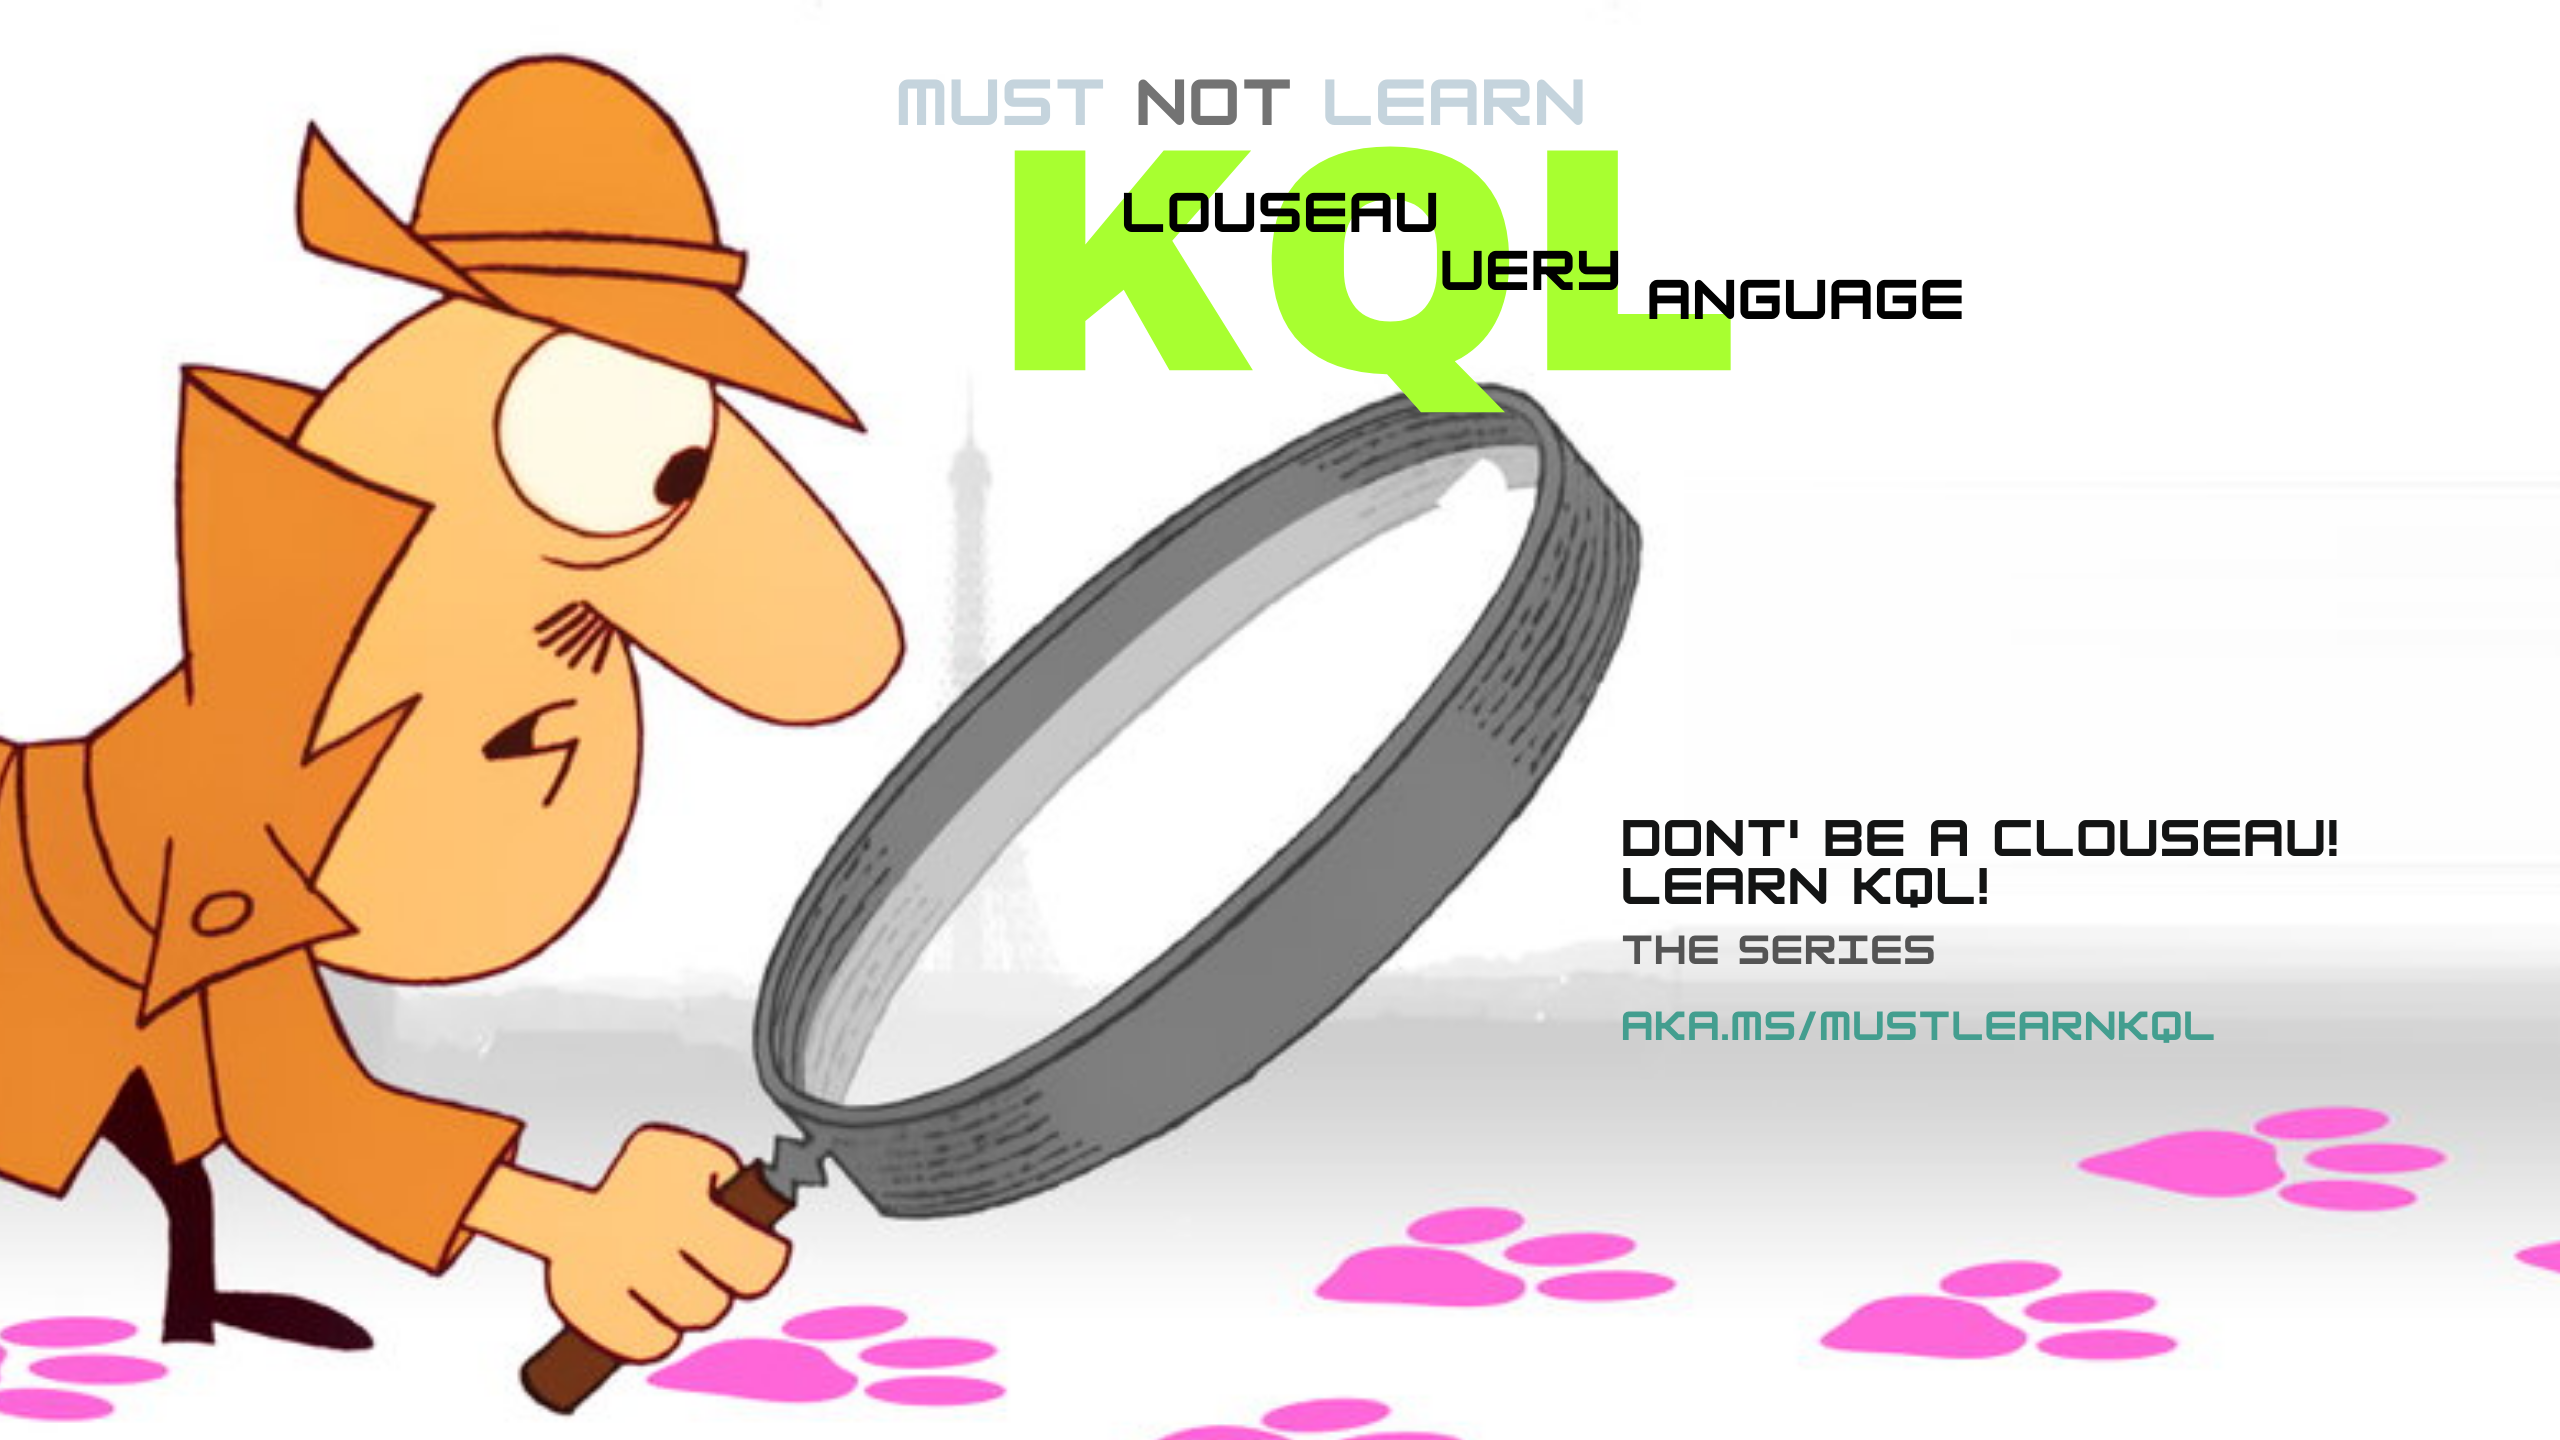 MUST NOT LEARN
KQL
LOUSEAU
UERY
ANGUAGE
DONT' BE A CLOUSEAU!
LEARN KQL!
THE SERIES
AKA.MS/MUSTLEARNKQL